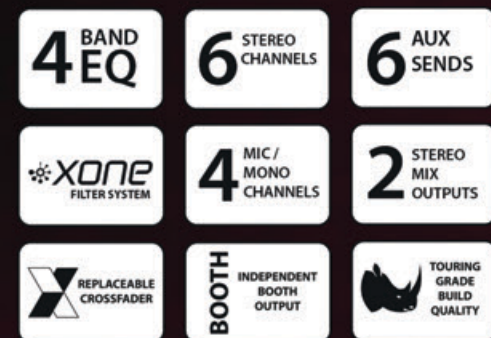 4 BAND
EQ
6 STEREO
CHANNELS
6 AUX
SENDS
xone
FILTER SYSTEM
4 MIC /
MONO
CHANNELS
2 STEREO
MIX
OUTPUTS
X REPLACEABLE
CROSSFADER
BOOTH
INDEPENDENT
BOOTH
OUTPUT
TOURING
GRADE
BUILD
QUALITY